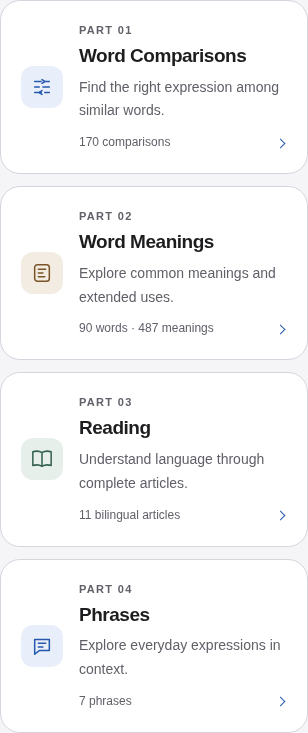 PART 01
Word Comparisons
Find the right expression among
similar words.
170 comparisons
PART 02
Word Meanings
Explore common meanings and
extended uses.
90 words · 487 meanings
PART 03
Reading
Understand language through
complete articles.
11 bilingual articles
PART 04
Phrases
Explore everyday expressions in
context.
7 phrases